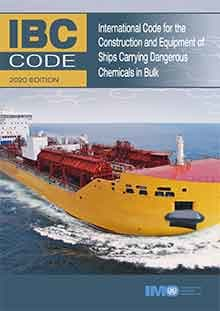 IBC
CODE
2020 EDITION
International Code for the
Construction and Equipment of
Ships Carrying Dangerous
Chemicals in Bulk
IMO